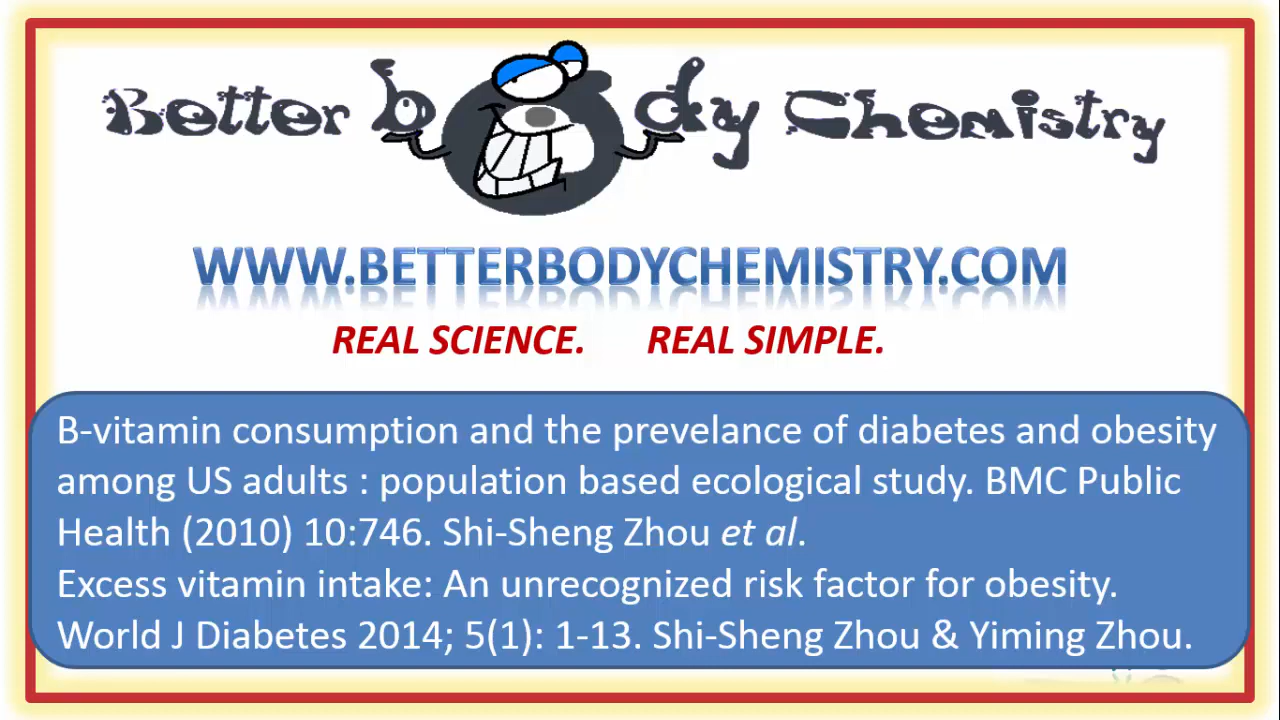 Better body Chemistry
WWW.BETTERBODYCHEMISTRY.COM
REAL SCIENCE. REAL SIMPLE.
B-vitamin consumption and the prevelance of diabetes and obesity
among US adults : population based ecological study. BMC Public
Health (2010) 10:746. Shi-Sheng Zhou et al.
Excess vitamin intake: An unrecognized risk factor for obesity.
World J Diabetes 2014; 5(1): 1-13. Shi-Sheng Zhou & Yiming Zhou.